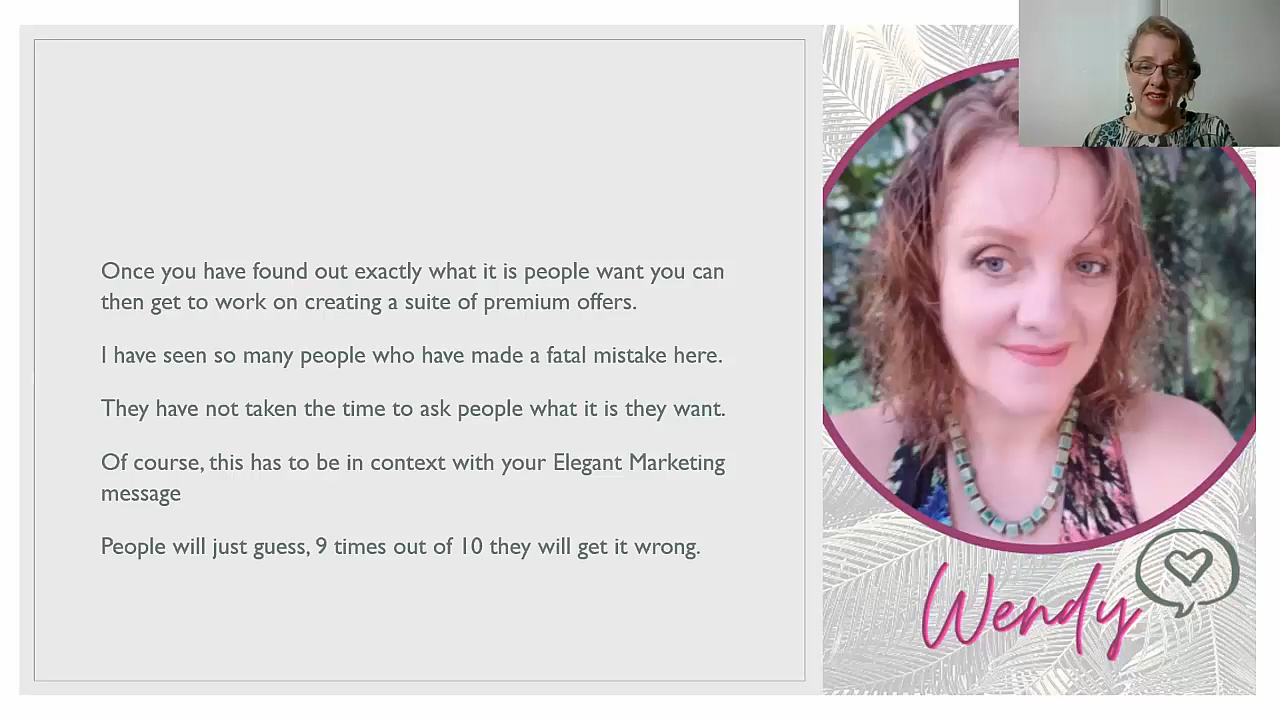 Once you have found out exactly what it is people want you can
then get to work on creating a suite of premium offers.
I have seen so many people who have made a fatal mistake here.
They have not taken the time to ask people what it is they want.
Of course, this has to be in context with your Elegant Marketing
message
People will just guess, 9 times out of 10 they will get it wrong.
Wendy